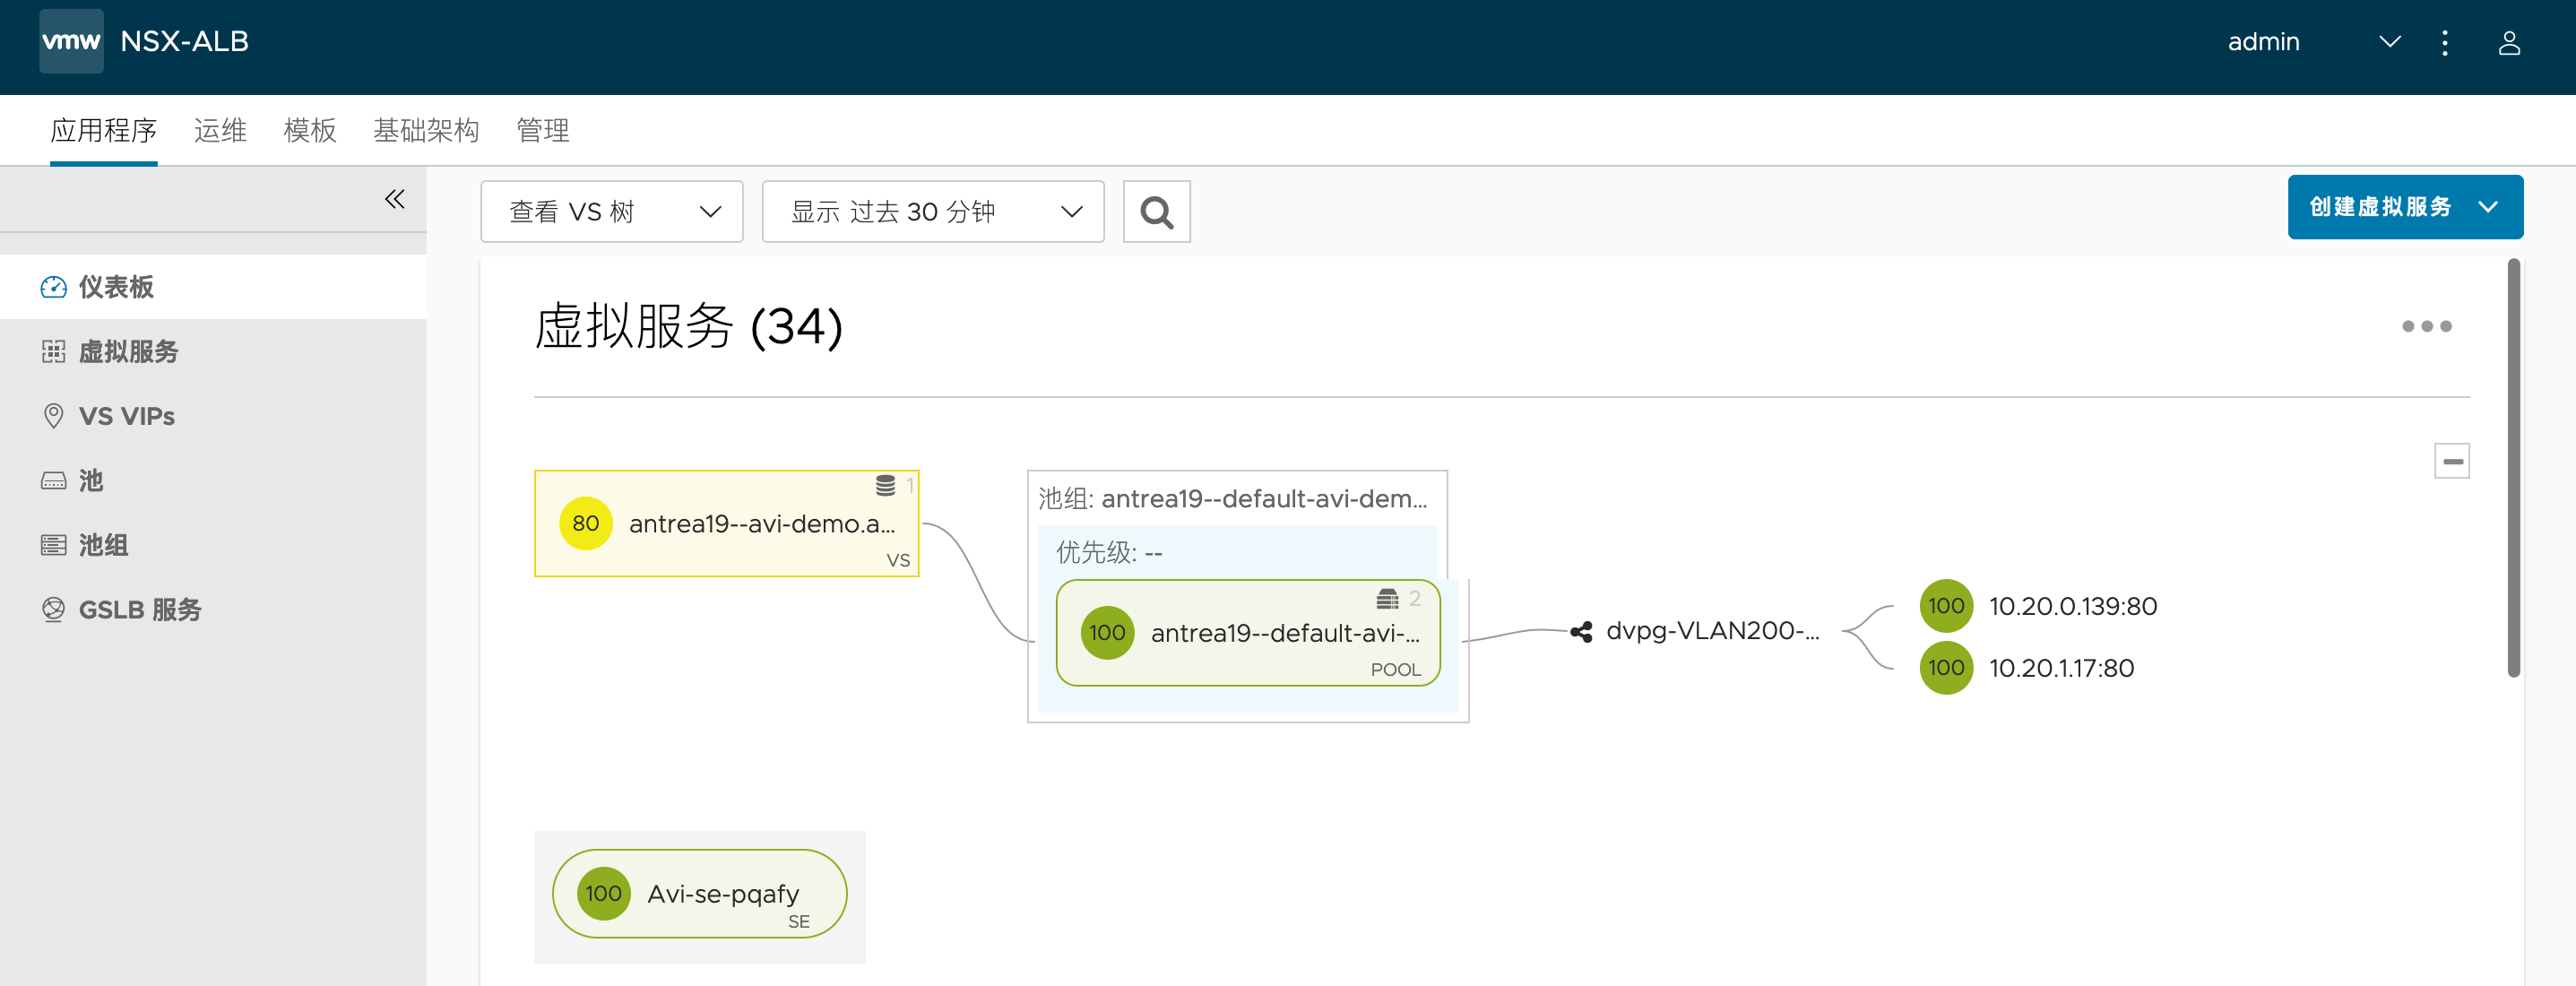 vmw NSX-ALB
admin
应用程序 运维 模板 基础架构 管理
仪表板
虚拟服务
VS VIPs
池
池组
GSLB 服务
查看 VS 树
显示 过去 30 分钟
创建虚拟服务
虚拟服务 (34)
1
80 antrea19--avi-demo.a...
VS
池组: antrea19--default-avi-dem...
优先级: --
2
100 antrea19--default-avi-...
POOL
dvpg-VLAN200-...
100 10.20.0.139:80
100 10.20.1.17:80
100 Avi-se-pqafy
SE